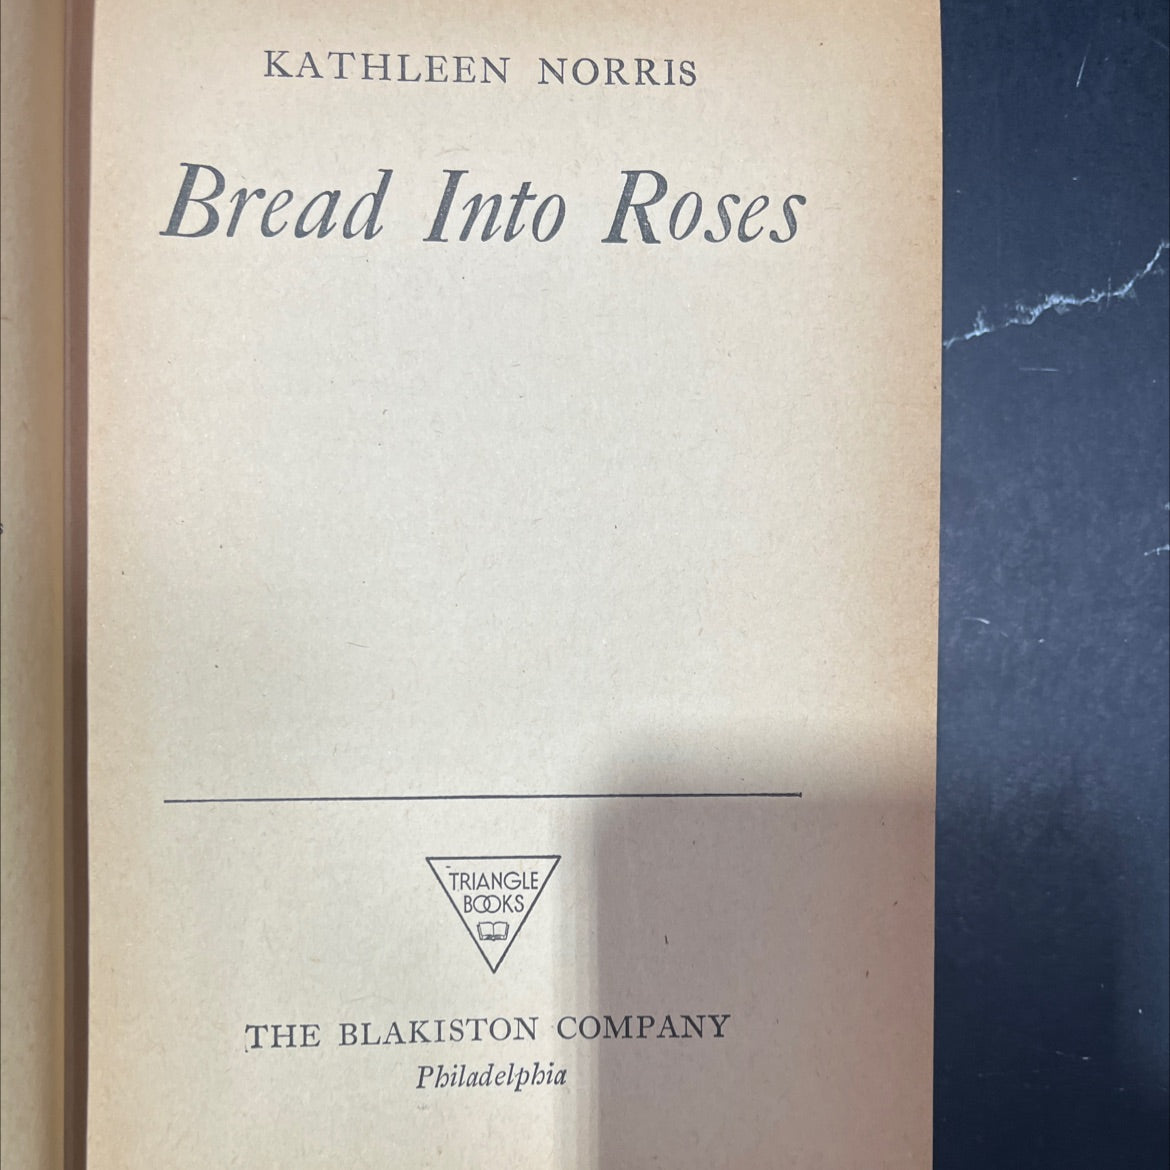 KATHLEEN NORRIS
Bread Into Roses
TRIANGLE
BOOKS
THE BLAKISTON COMPANY
Philadelphia